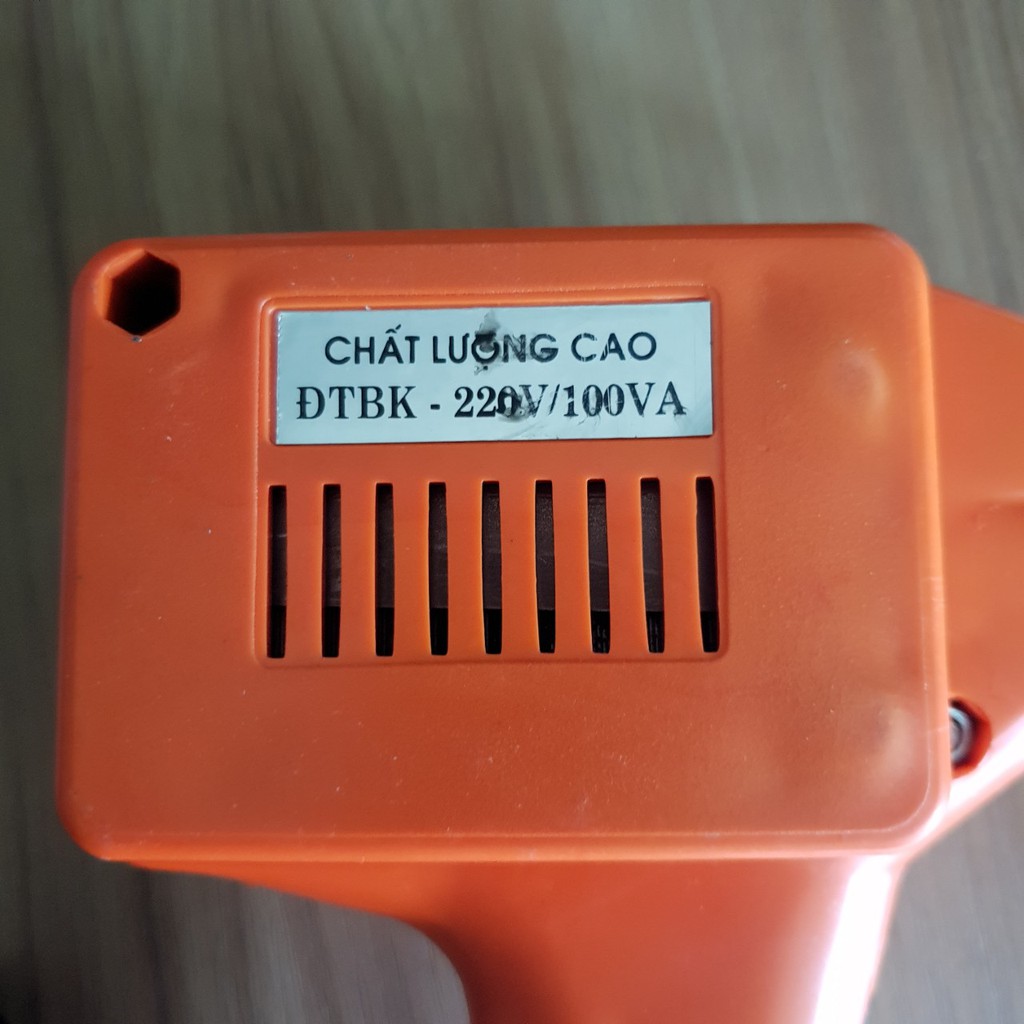 CHẤT LƯỢNG CAO
ĐTBK - 220V/100VA